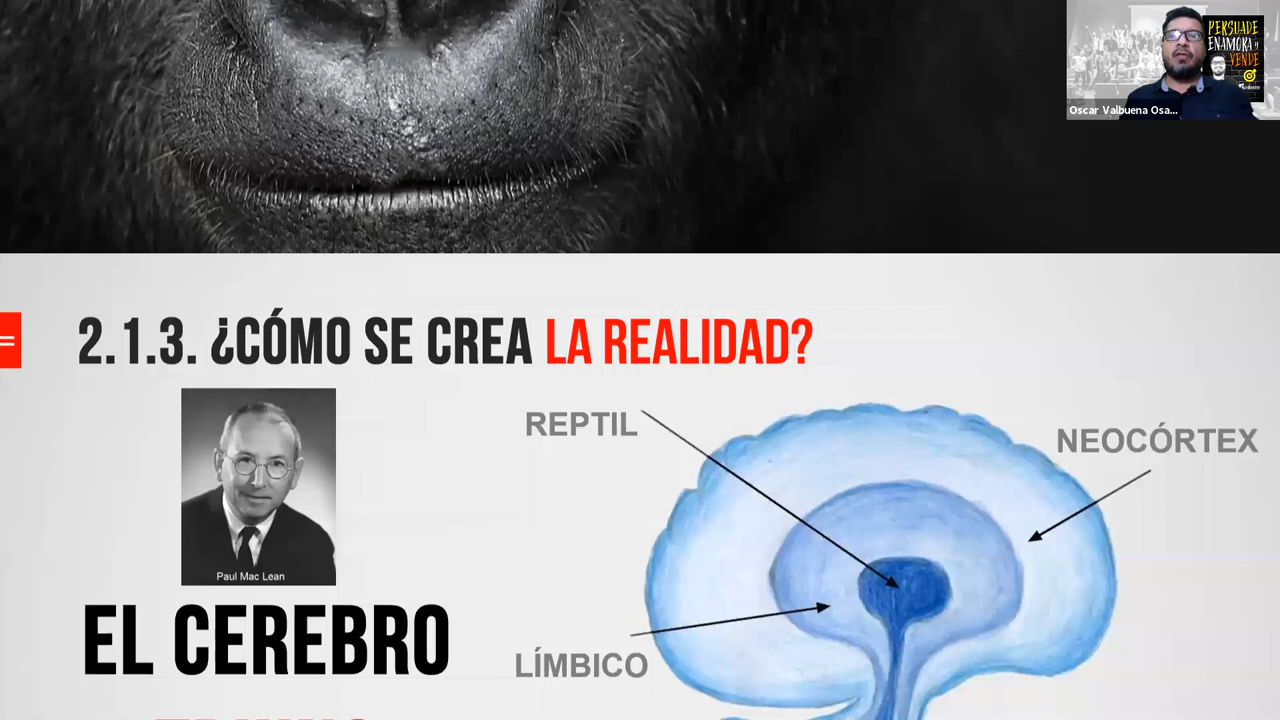 PERSUADE
ENAMORA y
VENDE
Oscar Valbuena Osa...
2.1.3. ¿CÓMO SE CREA LA REALIDAD?
REPTIL
NEOCÓRTEX
Paul Mac Lean
EL CEREBRO
LÍMBICO